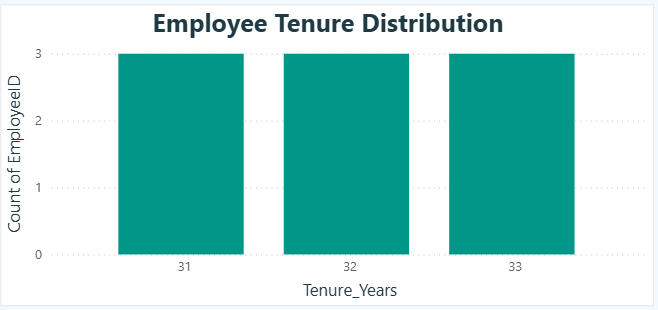 Employee Tenure Distribution
Count of EmployeeID
3
2
1
0
31 32 33
Tenure_Years